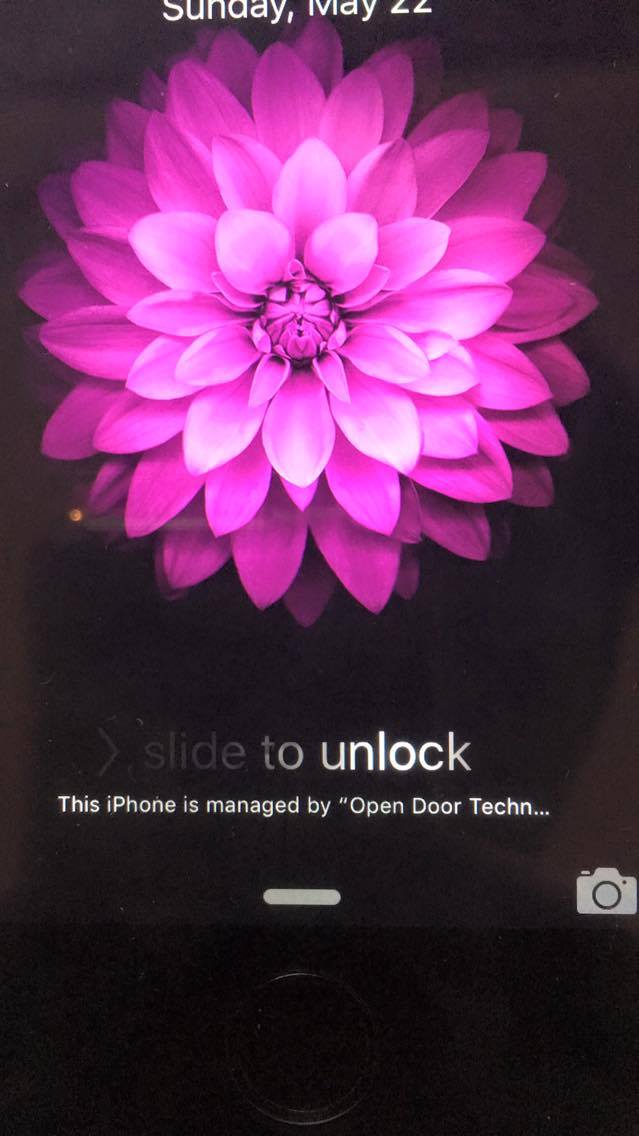 Sunday, May 22
> slide to unlock
This iPhone is managed by “Open Door Techn...